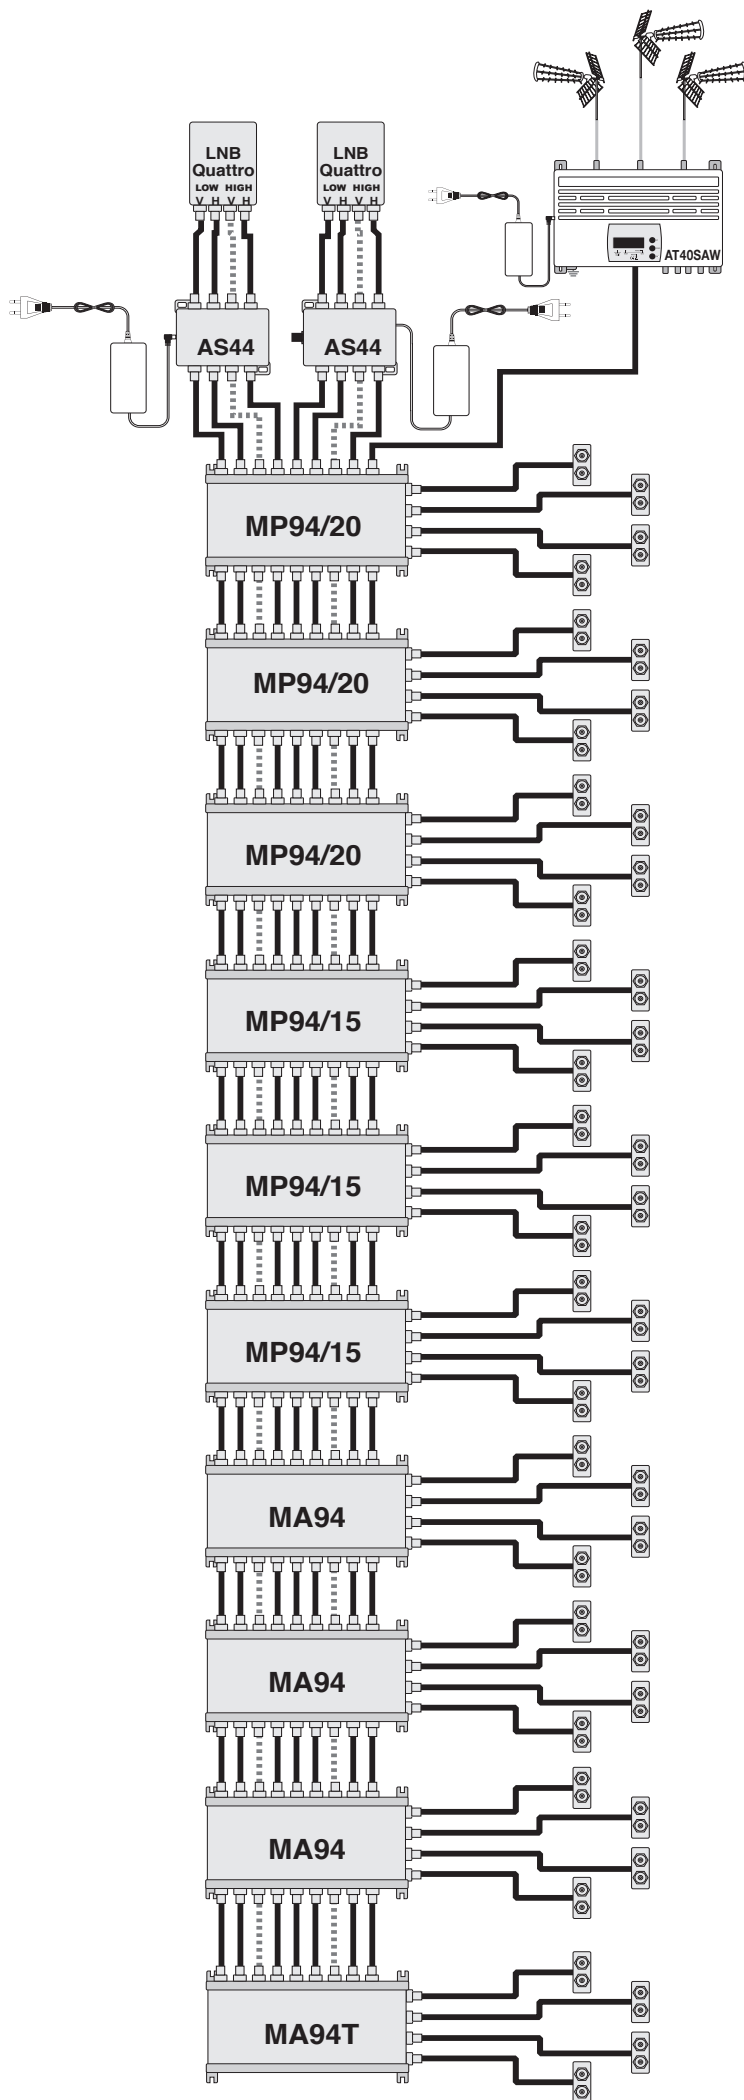 LNB
Quattro
LOW HIGH
V H V H
LNB
Quattro
LOW HIGH
V H V H
AT40SAW
AS44
AS44
MP94/20
MP94/20
MP94/20
MP94/15
MP94/15
MP94/15
MA94
MA94
MA94
MA94T